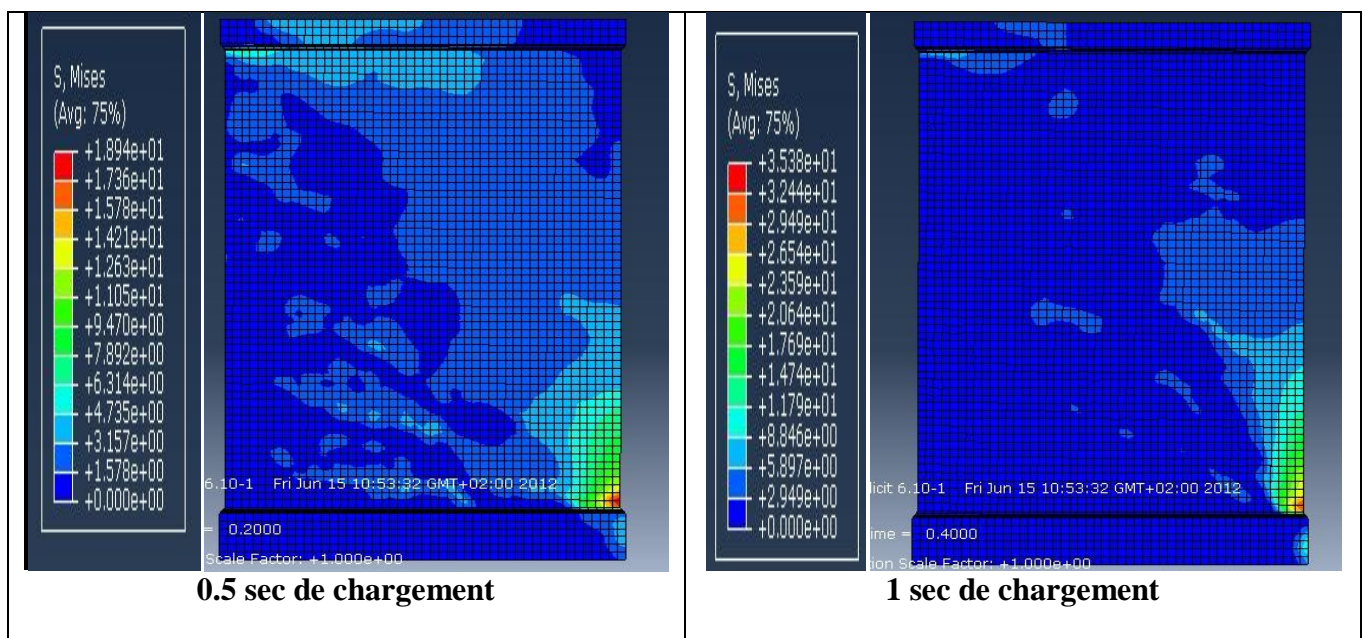 S, Mises
(Avg: 75%)
+1.894e+01
+1.736e+01
+1.578e+01
+1.421e+01
+1.263e+01
+1.105e+01
+9.470e+00
+7.892e+00
+6.314e+00
+4.735e+00
+3.157e+00
+1.578e+00
+0.000e+00
6.10-1 Fri Jun 15 10:53:32 GMT+02:00 2012
= 0.2000
Scale Factor: +1.000e+00
0.5 sec de chargement
S, Mises
(Avg: 75%)
+3.538e+01
+3.244e+01
+2.949e+01
+2.654e+01
+2.359e+01
+2.064e+01
+1.769e+01
+1.474e+01
+1.179e+01
+8.846e+00
+5.897e+00
+2.949e+00
+0.000e+00
licit 6.10-1 Fri Jun 15 10:53:32 GMT+02:00 2012
ime = 0.4000
ion Scale Factor: +1.000e+00
1 sec de chargement